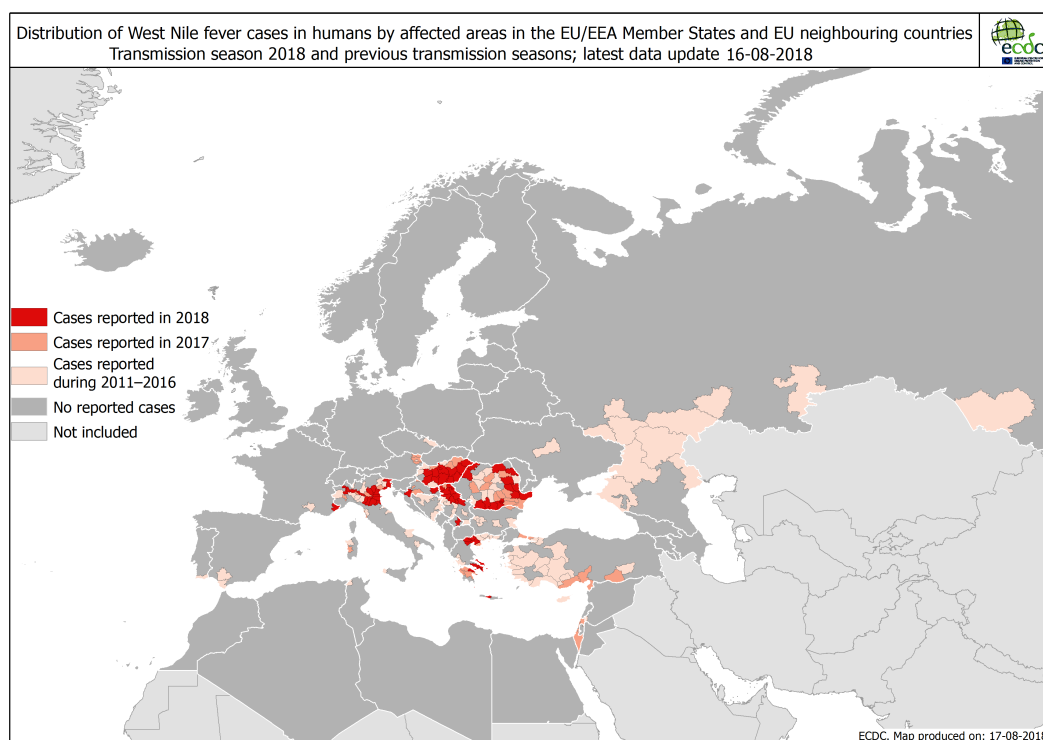 Distribution of West Nile fever cases in humans by affected areas in the EU/EEA Member States and EU neighbouring countries
Transmission season 2018 and previous transmission seasons; latest data update 16-08-2018
ecdc
Cases reported in 2018
Cases reported in 2017
Cases reported
during 2011–2016
No reported cases
Not included
ECDC. Map produced on: 17-08-2018